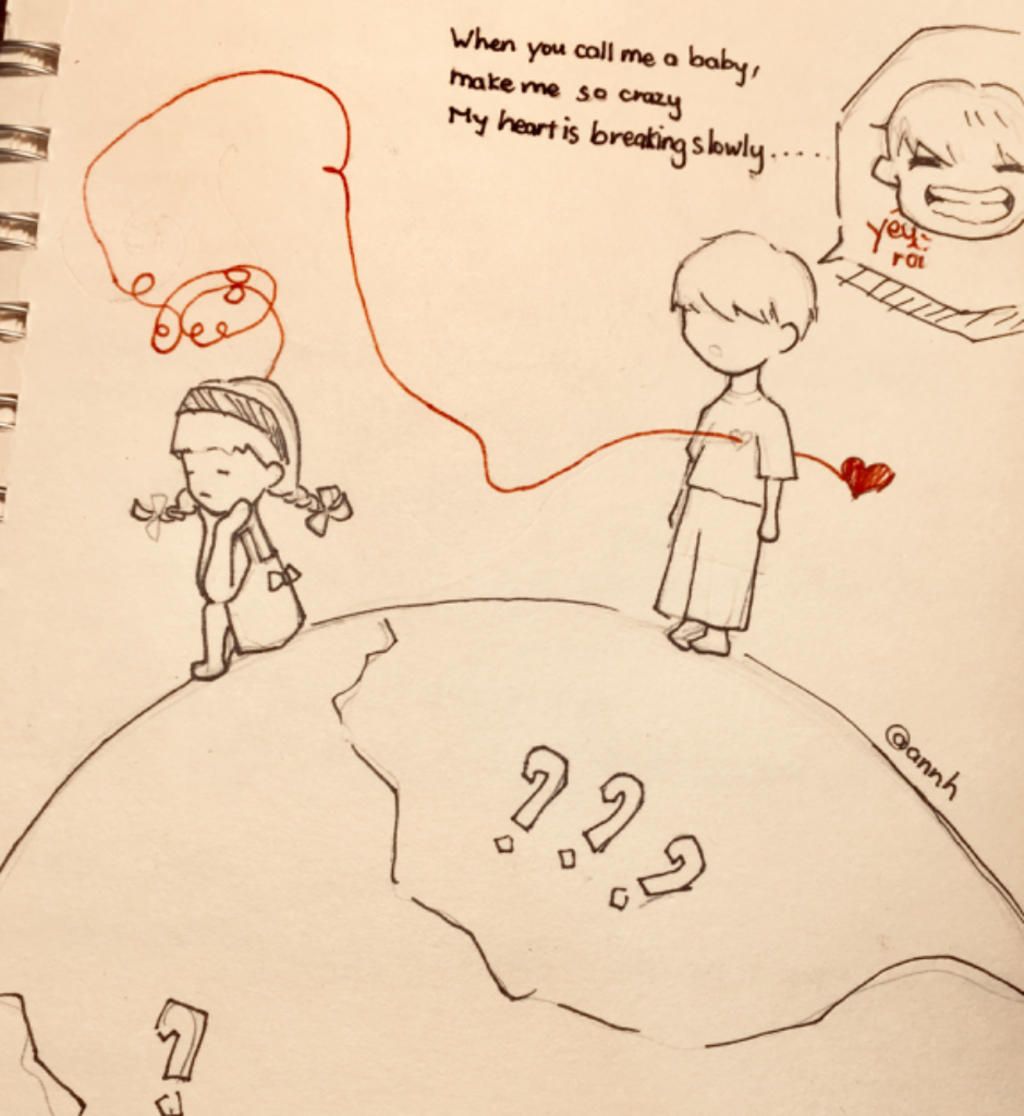 When you call me a baby,
make me so crazy
My heart is breaking slowly.....
yêu
rồi
@annh
? ? ?
?